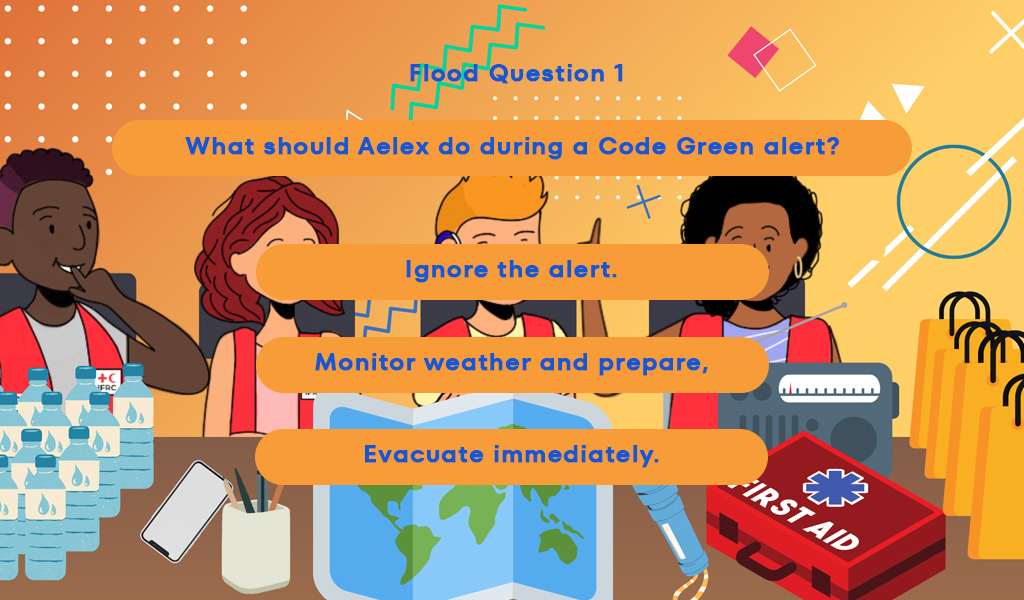 Flood Question 1
What should Aelex do during a Code Green alert?
Ignore the alert.
Monitor weather and prepare,
IFRC
Evacuate immediately.
FIRST AID